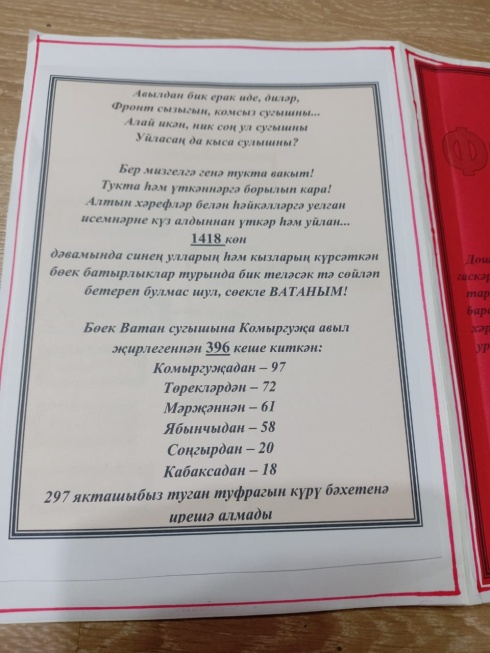 Авылдан бик ерак иде, диләр,
Фронт сызыгын, комсыз сугышны...
Алай икән, ник соң ул сугышны
Уйласаң да кыса сулышны?
Бер мизгелгә генә тукта вакыт!
Тукта һәм үткәннәргә борылып кара!
Алтын хәрефләр белән һәйкәлләргә уелган
исемнәрне күз алдыннан үткәр һәм уйлан...
1418 көн
дәвамында синең улларың һәм кызларың күрсәткән
бөек батырлыклар турында бик теләсәк тә сөйләп
бетереп булмас шул, сөекле ВАТАНЫМ!
Бөек Ватан сугышына Комыргуҗа авыл
җирлегеннән 396 кеше киткән:
Комыргуҗадан – 97
Төрекләрдән – 72
Мәрҗәннән – 61
Ябынчыдан – 58
Соңгырдан – 20
Кабаксадан – 18
297 якташыбыз туган туфрагын күрү бәхетенә
ирешә алмады